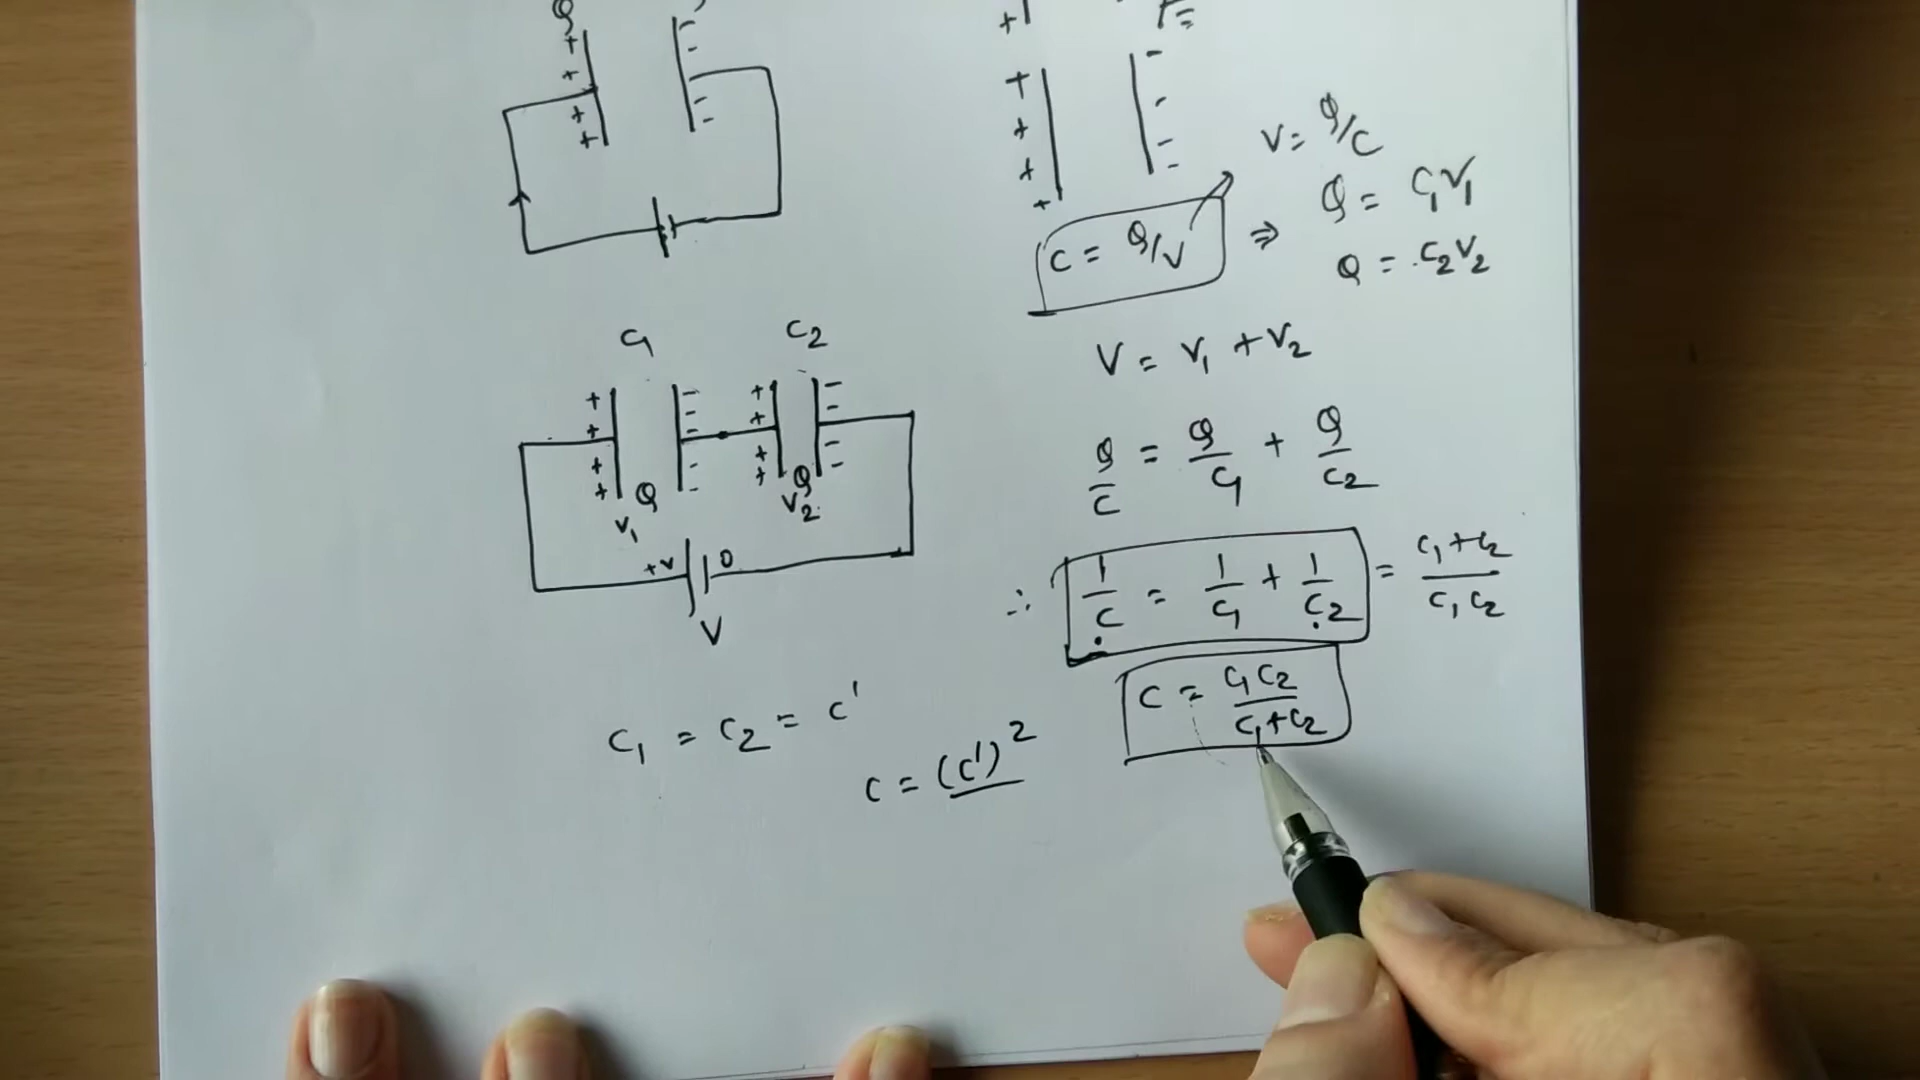 Q
V = Q/C
Q = C₁V₁
C = Q/V ⇒
Q = C₂V₂
C₁ C₂
V = V₁ + V₂
+ + + + - - - - - + + + + - - - -
Q/C = Q/C₁ + Q/C₂
Q Q
V₁ V₂
+V 0
V
∴ 1/C = 1/C₁ + 1/C₂ = C₁+C₂/C₁C₂
C = C₁C₂/C₁+C₂
C₁ = C₂ = C'
C = (C')²